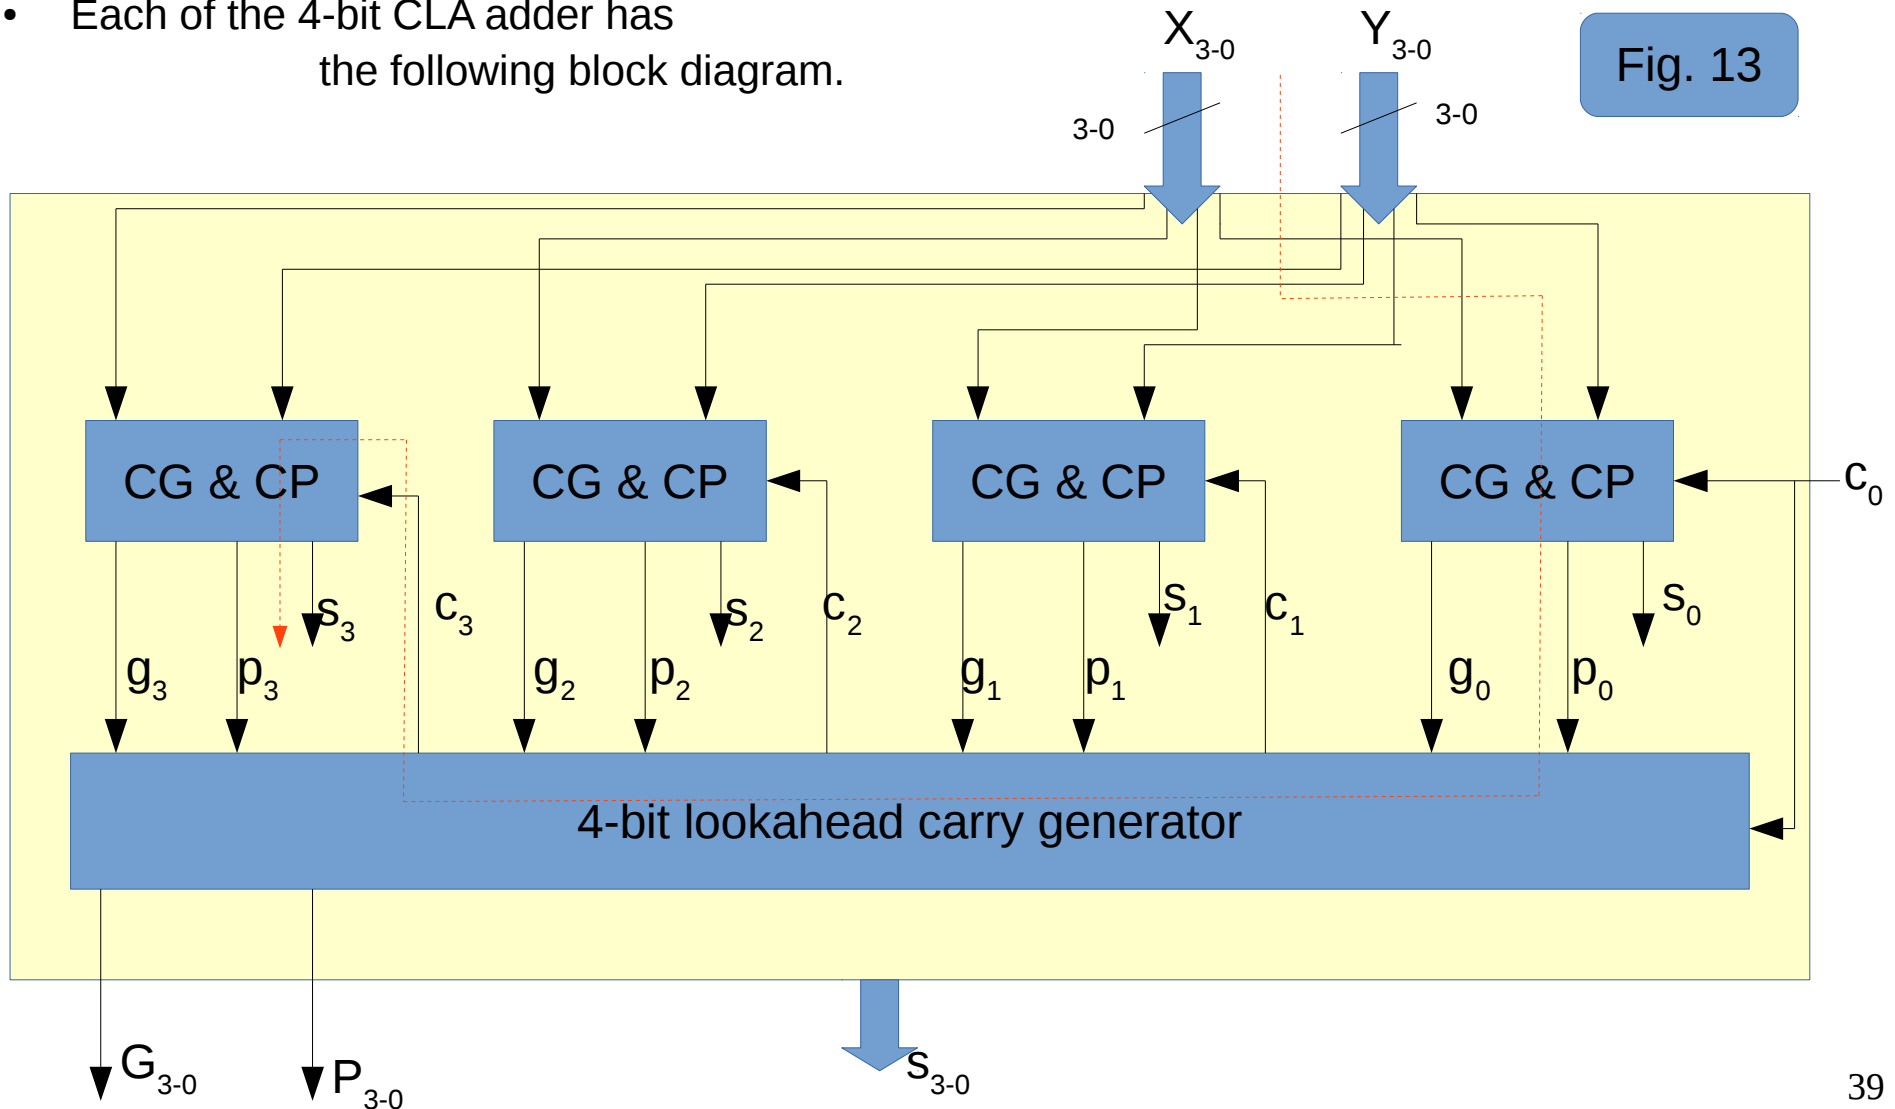 • Each of the 4-bit CLA adder has
the following block diagram.
X3-0 Y3-0
Fig. 13
3-0 3-0
CG & CP CG & CP CG & CP CG & CP
c0
s3 c3 s2 c2 s1 c1 s0
g3 p3 g2 p2 g1 p1 g0 p0
4-bit lookahead carry generator
G3-0 P3-0 s3-0
39